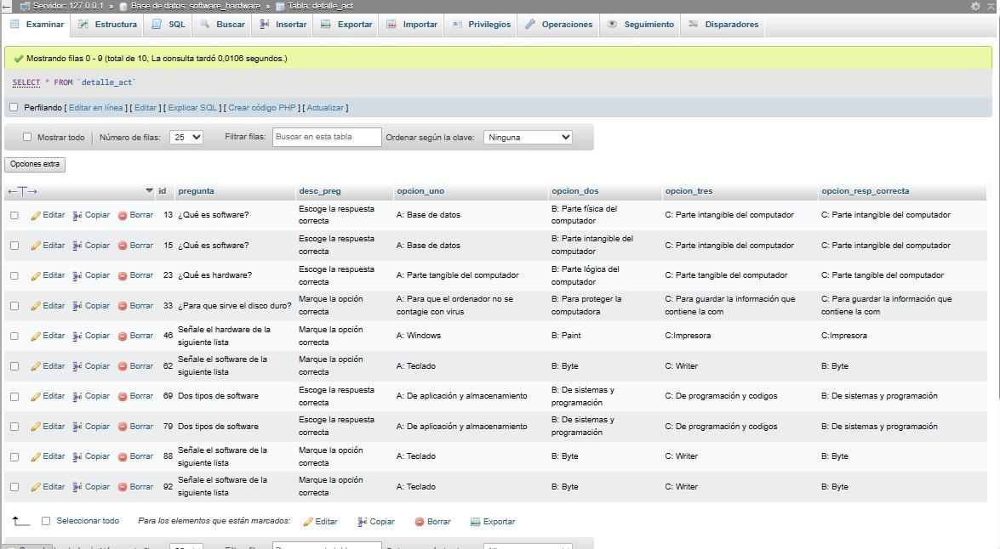 Servidor: 127.0.0.1 » Base de datos: software_hardware » Tabla: detalle_act
Examinar Estructura SQL Buscar Insertar Exportar Importar Privilegios Operaciones Seguimiento Disparadores
Mostrando filas 0 - 9 (total de 10, La consulta tardó 0,0106 segundos.)
SELECT * FROM `detalle_act`
Perfilando [ Editar en línea ] [ Editar ] [ Explicar SQL ] [ Crear código PHP ] [ Actualizar ]
Mostrar todo | Número de filas: 25 Filtrar filas: Buscar en esta tabla Ordenar según la clave: Ninguna
Opciones extra
←T→ id pregunta desc_preg opcion_uno opcion_dos opcion_tres opcion_resp_correcta
Editar Copiar Borrar 13 ¿Qué es software? Escoge la respuesta correcta A: Base de datos B: Parte física del computador C: Parte intangible del computador C: Parte intangible del computador
Editar Copiar Borrar 15 ¿Qué es software? Escoge la respuesta correcta A: Base de datos B: Parte intangible del computador C: Parte intangible del computador C: Parte intangible del computador
Editar Copiar Borrar 23 ¿Qué es hardware? Escoge la respuesta correcta A: Parte tangible del computador B: Parte lógica del computador C: Parte tangible del computador C: Parte tangible del computador
Editar Copiar Borrar 33 ¿Para que sirve el disco duro? Marque la opción correcta A: Para que el ordenador no se contagie con virus B: Para proteger la computadora C: Para guardar la información que contiene la com C: Para guardar la información que contiene la com
Editar Copiar Borrar 46 Señale el hardware de la siguiente lista Marque la opción correcta A: Windows B: Paint C:Impresora C:Impresora
Editar Copiar Borrar 62 Señale el software de la siguiente lista Marque la opción correcta A: Teclado B: Byte C: Writer B: Byte
Editar Copiar Borrar 69 Dos tipos de software Escoge la respuesta correcta A: De aplicación y almacenamiento B: De sistemas y programación C: De programación y codigos B: De sistemas y programación
Editar Copiar Borrar 79 Dos tipos de software Escoge la respuesta correcta A: De aplicación y almacenamiento B: De sistemas y programación C: De programación y codigos B: De sistemas y programación
Editar Copiar Borrar 88 Señale el software de la siguiente lista Marque la opción correcta A: Teclado B: Byte C: Writer B: Byte
Editar Copiar Borrar 92 Señale el software de la siguiente lista Marque la opción correcta A: Teclado B: Byte C: Writer B: Byte
Seleccionar todo Para los elementos que están marcados: Editar Copiar Borrar Exportar